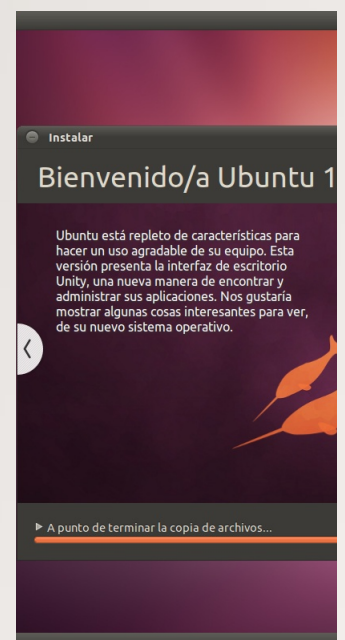 Instalar
Bienvenido/a Ubuntu 1
Ubuntu está repleto de características para
hacer un uso agradable de su equipo. Esta
versión presenta la interfaz de escritorio
Unity, una nueva manera de encontrar y
administrar sus aplicaciones. Nos gustaría
mostrar algunas cosas interesantes para ver,
de su nuevo sistema operativo.
A punto de terminar la copia de archivos...